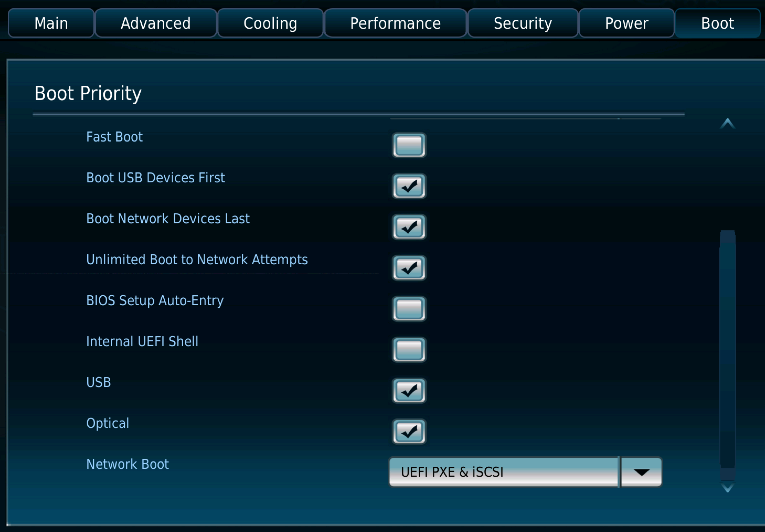 Main Advanced Cooling Performance Security Power Boot
Boot Priority
Fast Boot
Boot USB Devices First
Boot Network Devices Last
Unlimited Boot to Network Attempts
BIOS Setup Auto-Entry
Internal UEFI Shell
USB
Optical
Network Boot UEFI PXE & iSCSI